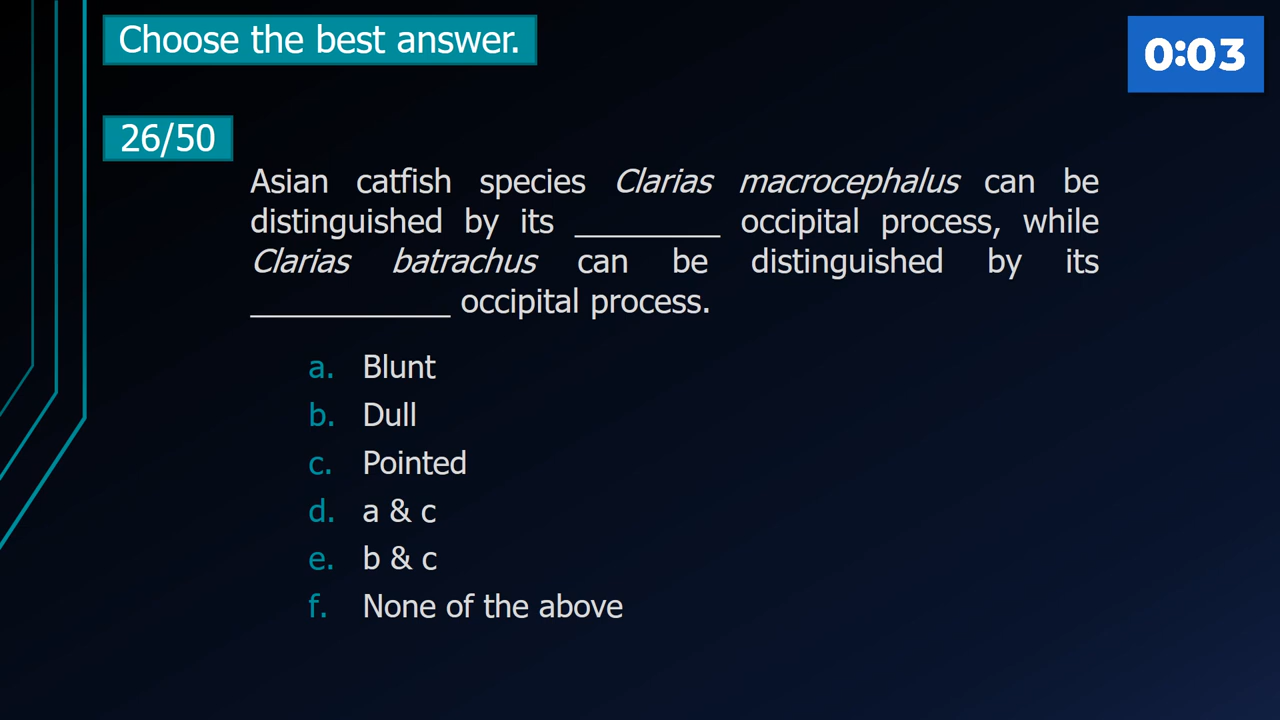 Choose the best answer.
0:03
26/50
Asian catfish species Clarias macrocephalus can be
distinguished by its _________ occipital process, while
Clarias batrachus can be distinguished by its
_____________ occipital process.
a. Blunt
b. Dull
c. Pointed
d. a & c
e. b & c
f. None of the above